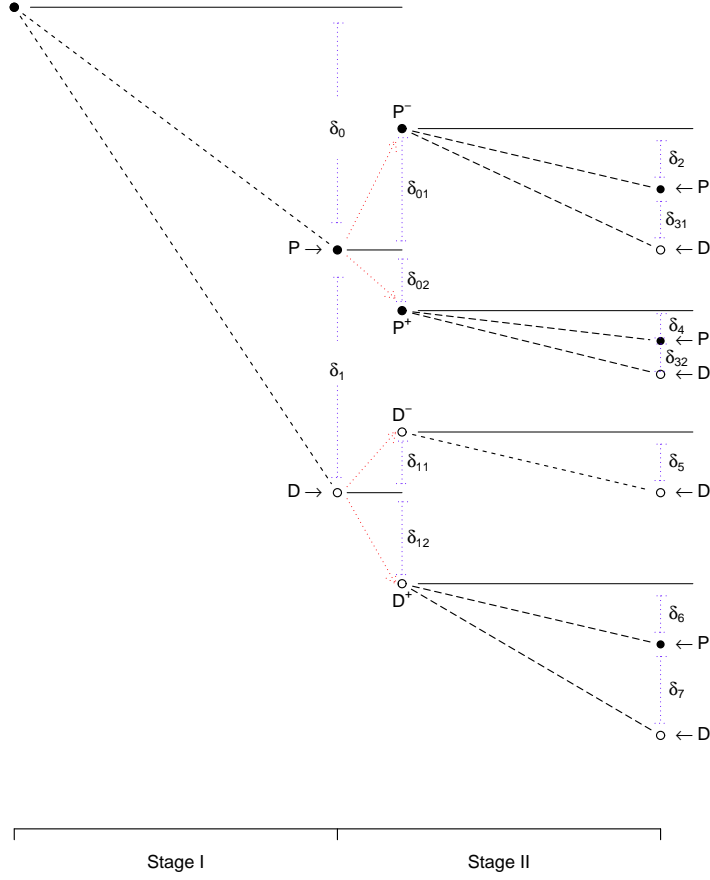 P⁻
δ₀
δ₂
← P
δ₀₁
δ₃₁
P →
← D
δ₀₂
P⁺
δ₄
← P
δ₃₂
δ₁
← D
D⁻
δ₁₁
δ₅
D →
← D
δ₁₂
D⁺
δ₆
← P
δ₇
← D
Stage I Stage II